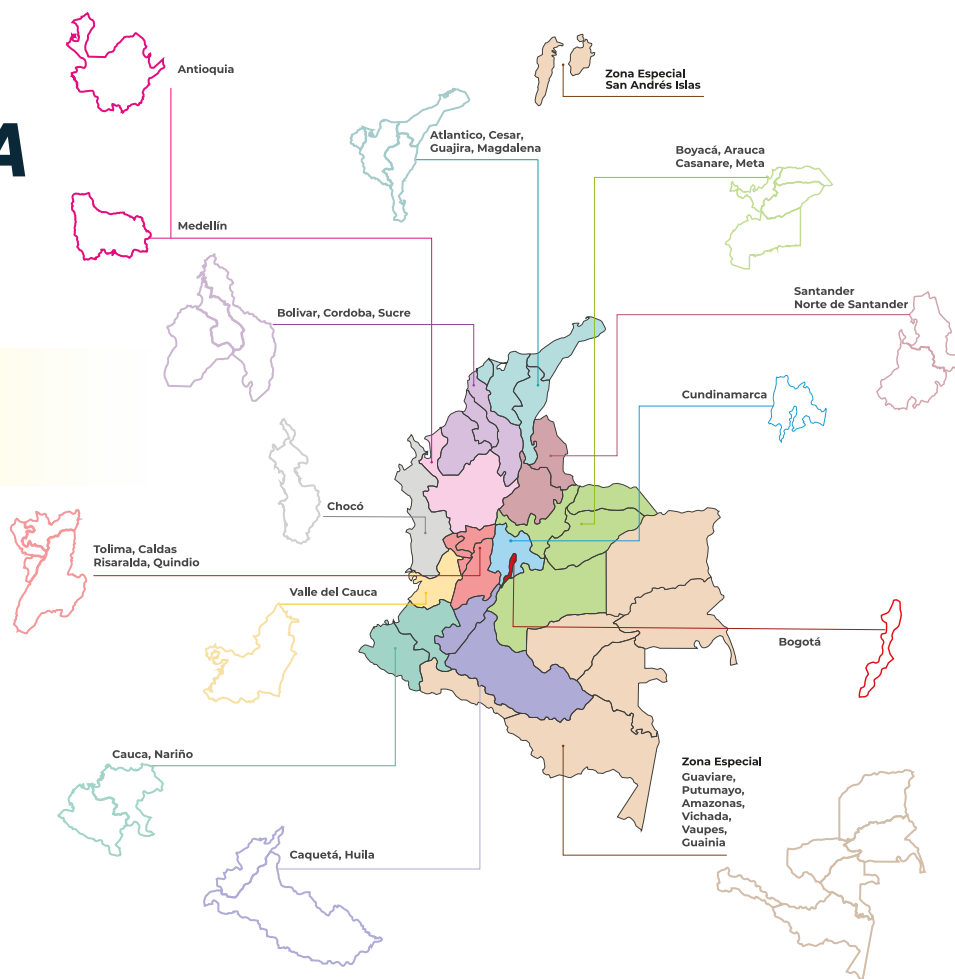 Antioquia
Zona Especial
San Andrés Islas
A
Atlantico, Cesar,
Guajira, Magdalena
Boyacá, Arauca
Casanare, Meta
Medellín
Santander
Norte de Santander
Bolivar, Cordoba, Sucre
Cundinamarca
Chocó
Tolima, Caldas
Risaralda, Quindio
Valle del Cauca
Bogotá
Cauca, Nariño
Zona Especial
Guaviare,
Putumayo,
Amazonas,
Vichada,
Vaupes,
Guainia
Caquetá, Huila